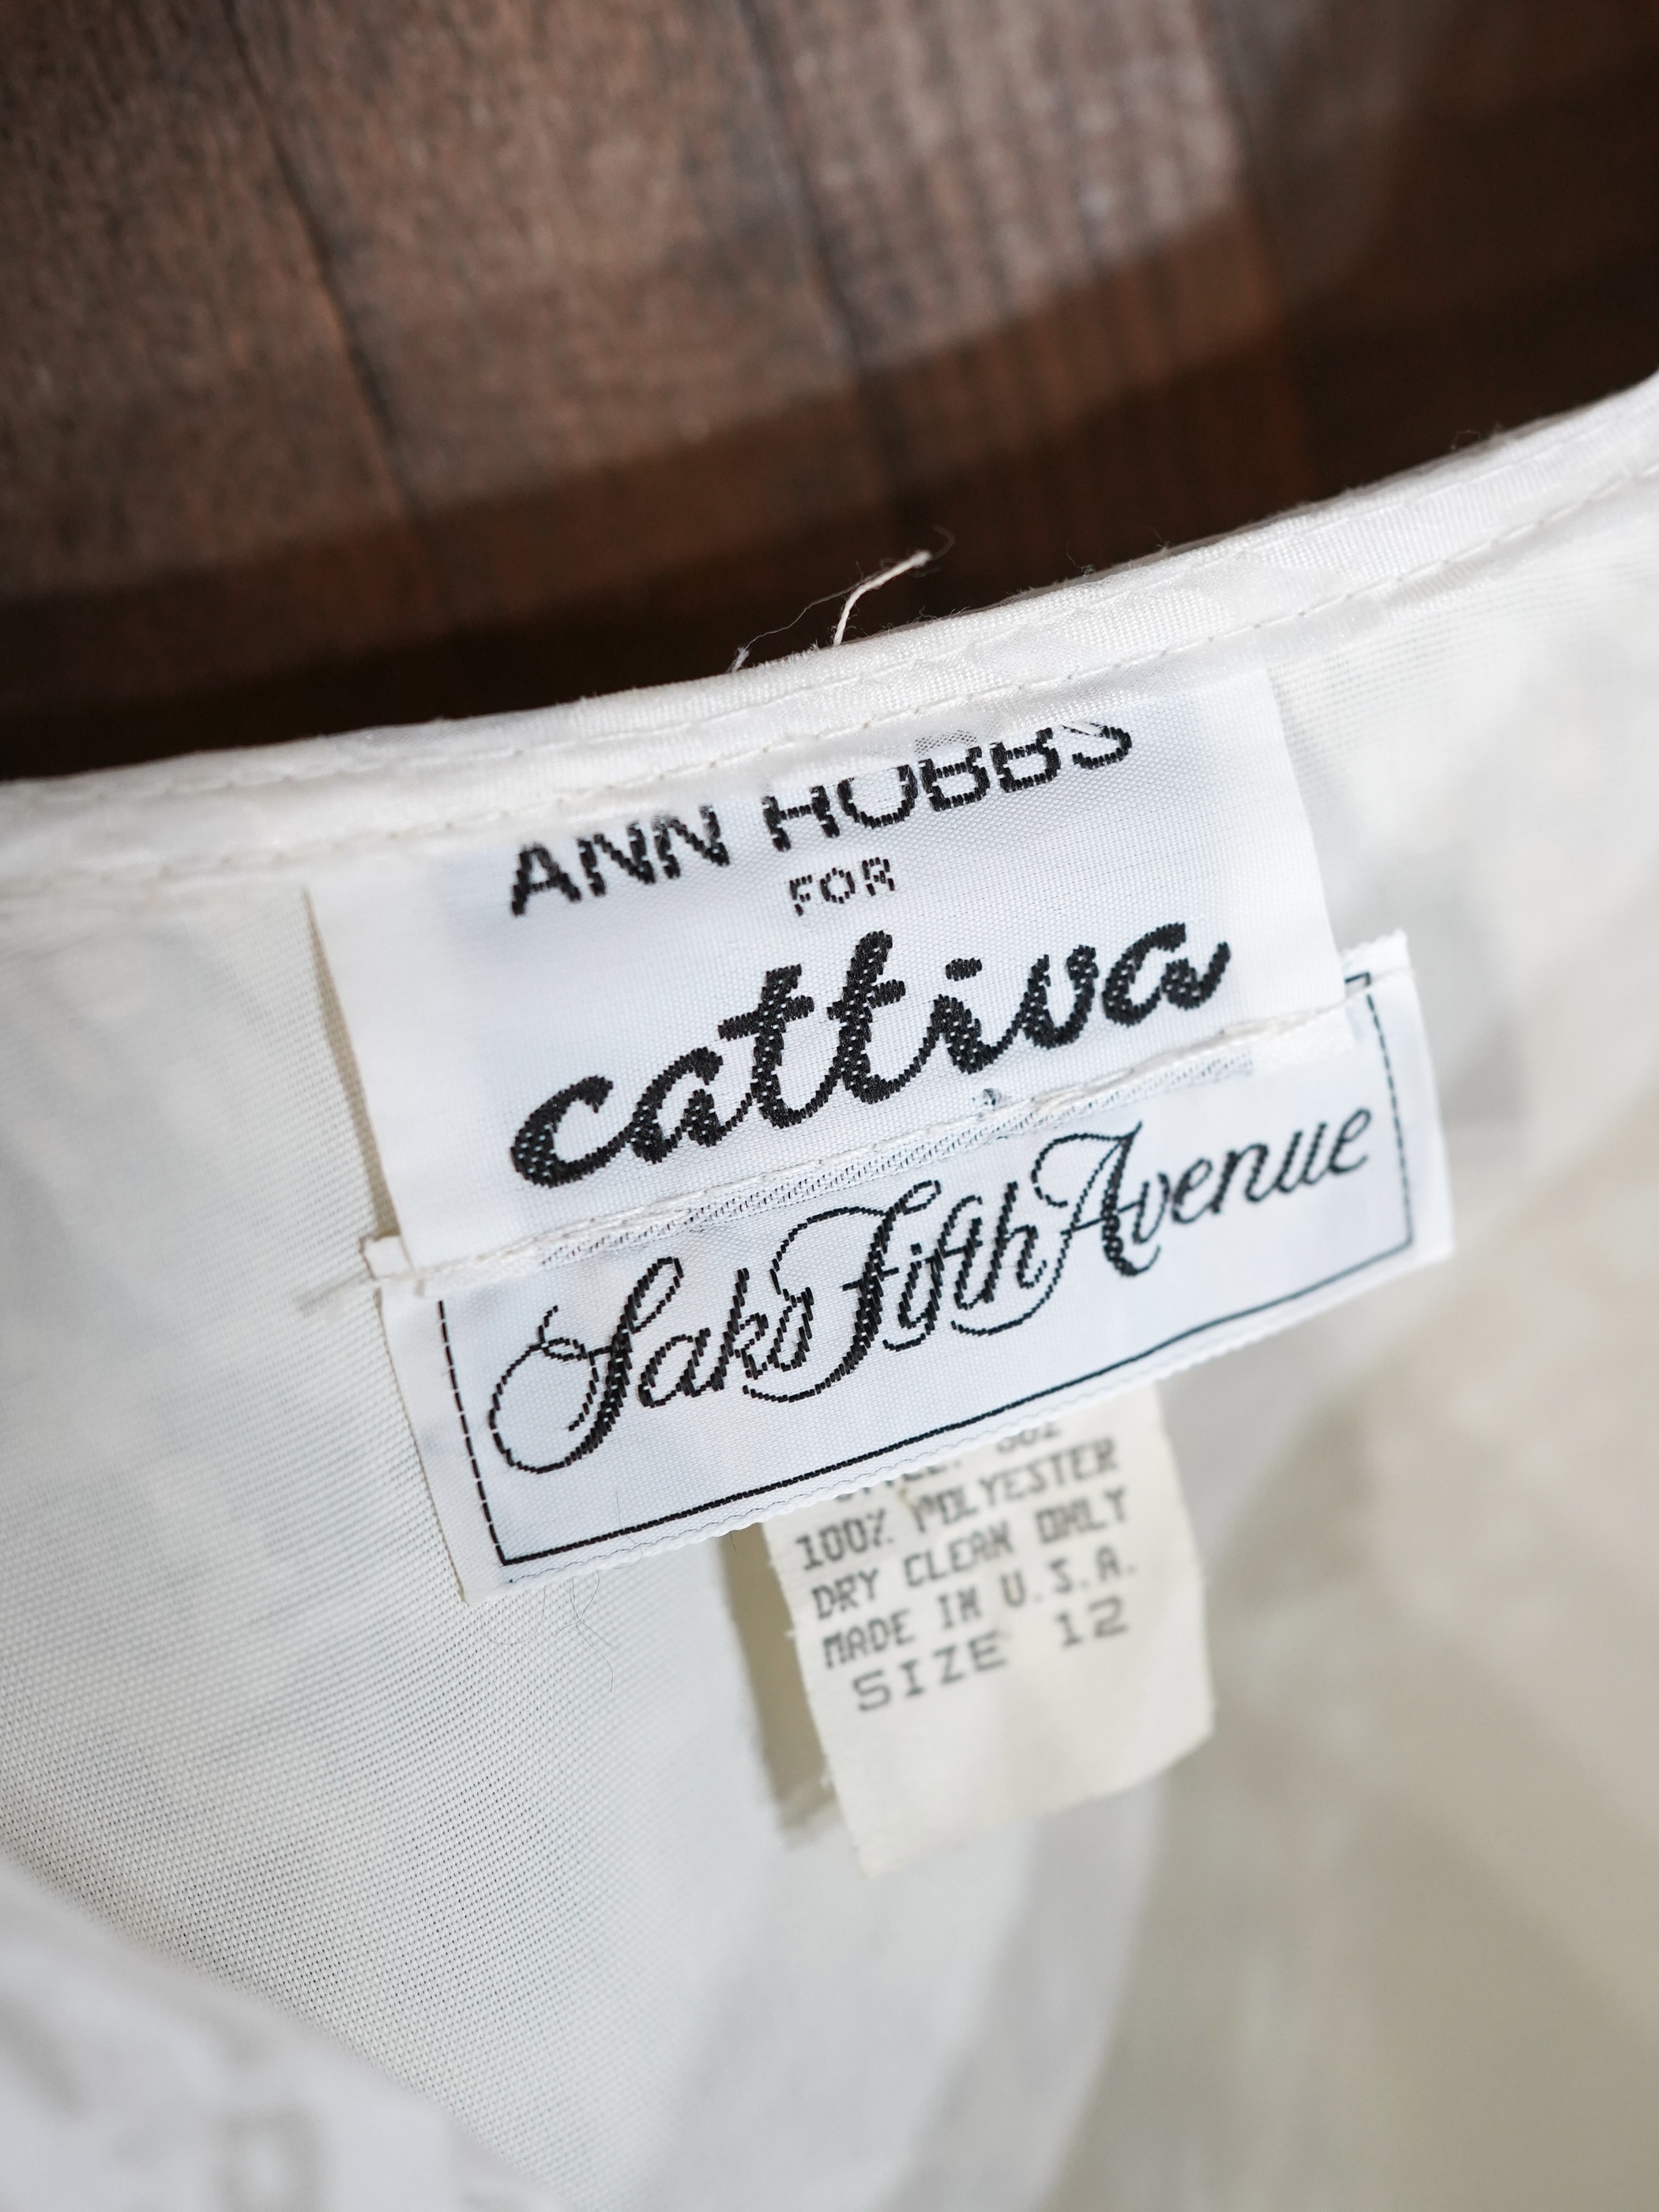 ANN HOBBS
FOR
cattiva
Saks Fifth Avenue
100% POLYESTER
DRY CLEAN ONLY
MADE IN U.S.A.
SIZE 12